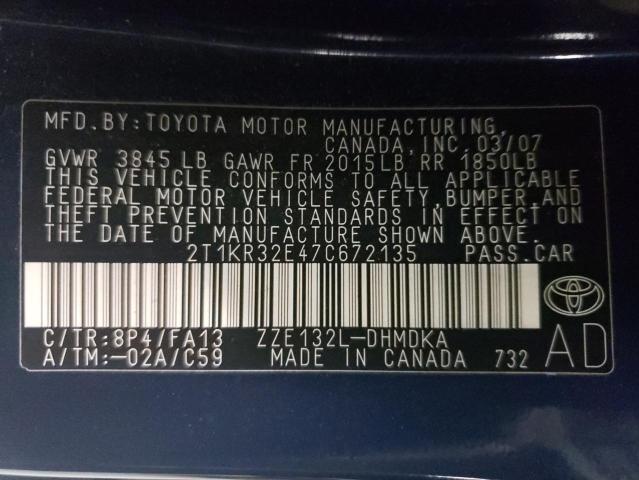 MFD. BY: TOYOTA MOTOR MANUFACTURING,
CANADA, INC. 03/07
GVWR 3845 LB GAWR FR 2015LB RR 1850LB
THIS VEHICLE CONFORMS TO ALL APPLICABLE
FEDERAL MOTOR VEHICLE SAFETY, BUMPER, AND
THEFT PREVENTION STANDARDS IN EFFECT ON
THE DATE OF MANUFACTURE SHOWN ABOVE.
2T1KR32E47C672135 PASS. CAR
C/TR: 8P4/FA13 ZZE132L-DHMDKA
A/TM: -02A/C59 MADE IN CANADA 732 AD